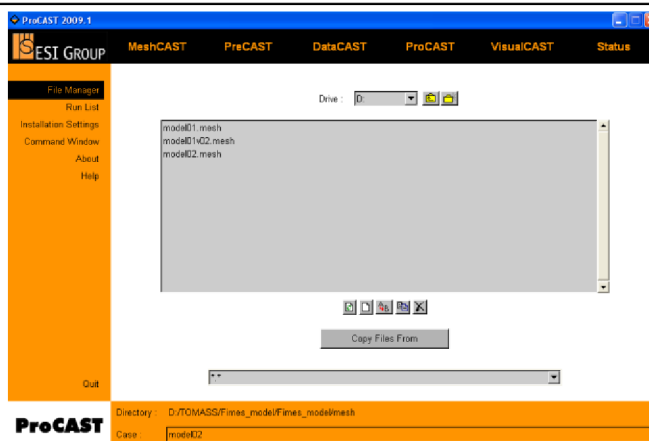 ProCAST 2009.1
ESI GROUP
MeshCAST PreCAST DataCAST ProCAST VisualCAST Status
File Manager
Run List
Installation Settings
Command Window
About
Help
Drive : D:
model01.mesh
model01v02.mesh
model02.mesh
Copy Files From
*.*
Quit
ProCAST
Directory : D:/TOMASS/Fimes_model/Fimes_model/mesh
Case : model02